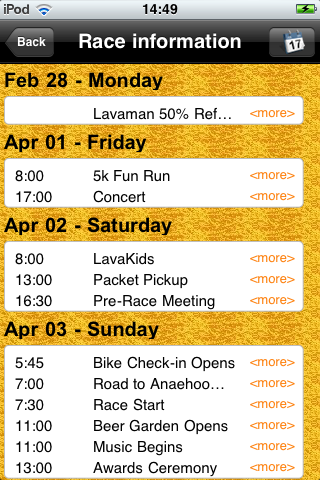 iPod 14:49
Back Race information 17
Feb 28 - Monday
Lavaman 50% Ref... <more>
Apr 01 - Friday
8:00 5k Fun Run <more>
17:00 Concert <more>
Apr 02 - Saturday
8:00 LavaKids <more>
13:00 Packet Pickup <more>
16:30 Pre-Race Meeting <more>
Apr 03 - Sunday
5:45 Bike Check-in Opens <more>
7:00 Road to Anaehoo... <more>
7:30 Race Start <more>
11:00 Beer Garden Opens <more>
11:00 Music Begins <more>
13:00 Awards Ceremony <more>